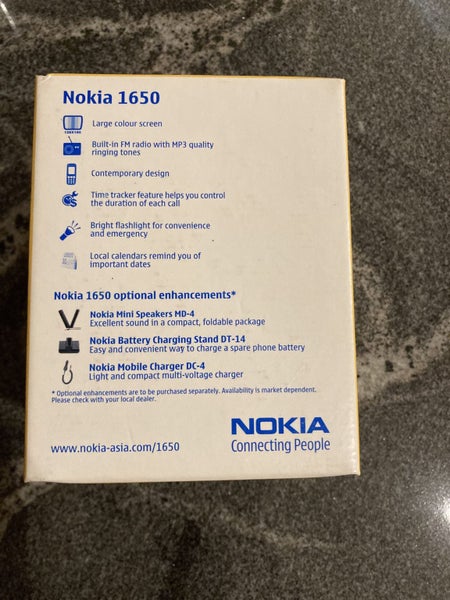 Nokia 1650
Large colour screen
128x160
Built-in FM radio with MP3 quality
ringing tones
Contemporary design
Time tracker feature helps you control
the duration of each call
Bright flashlight for convenience
and emergency
Local calendars remind you of
important dates
Nokia 1650 optional enhancements*
Nokia Mini Speakers MD-4
Excellent sound in a compact, foldable package
Nokia Battery Charging Stand DT-14
Easy and convenient way to charge a spare phone battery
Nokia Mobile Charger DC-4
Light and compact multi-voltage charger
* Optional enhancements are to be purchased separately. Availability is market dependent.
Please check with your local dealer.
www.nokia-asia.com/1650
NOKIA
Connecting People